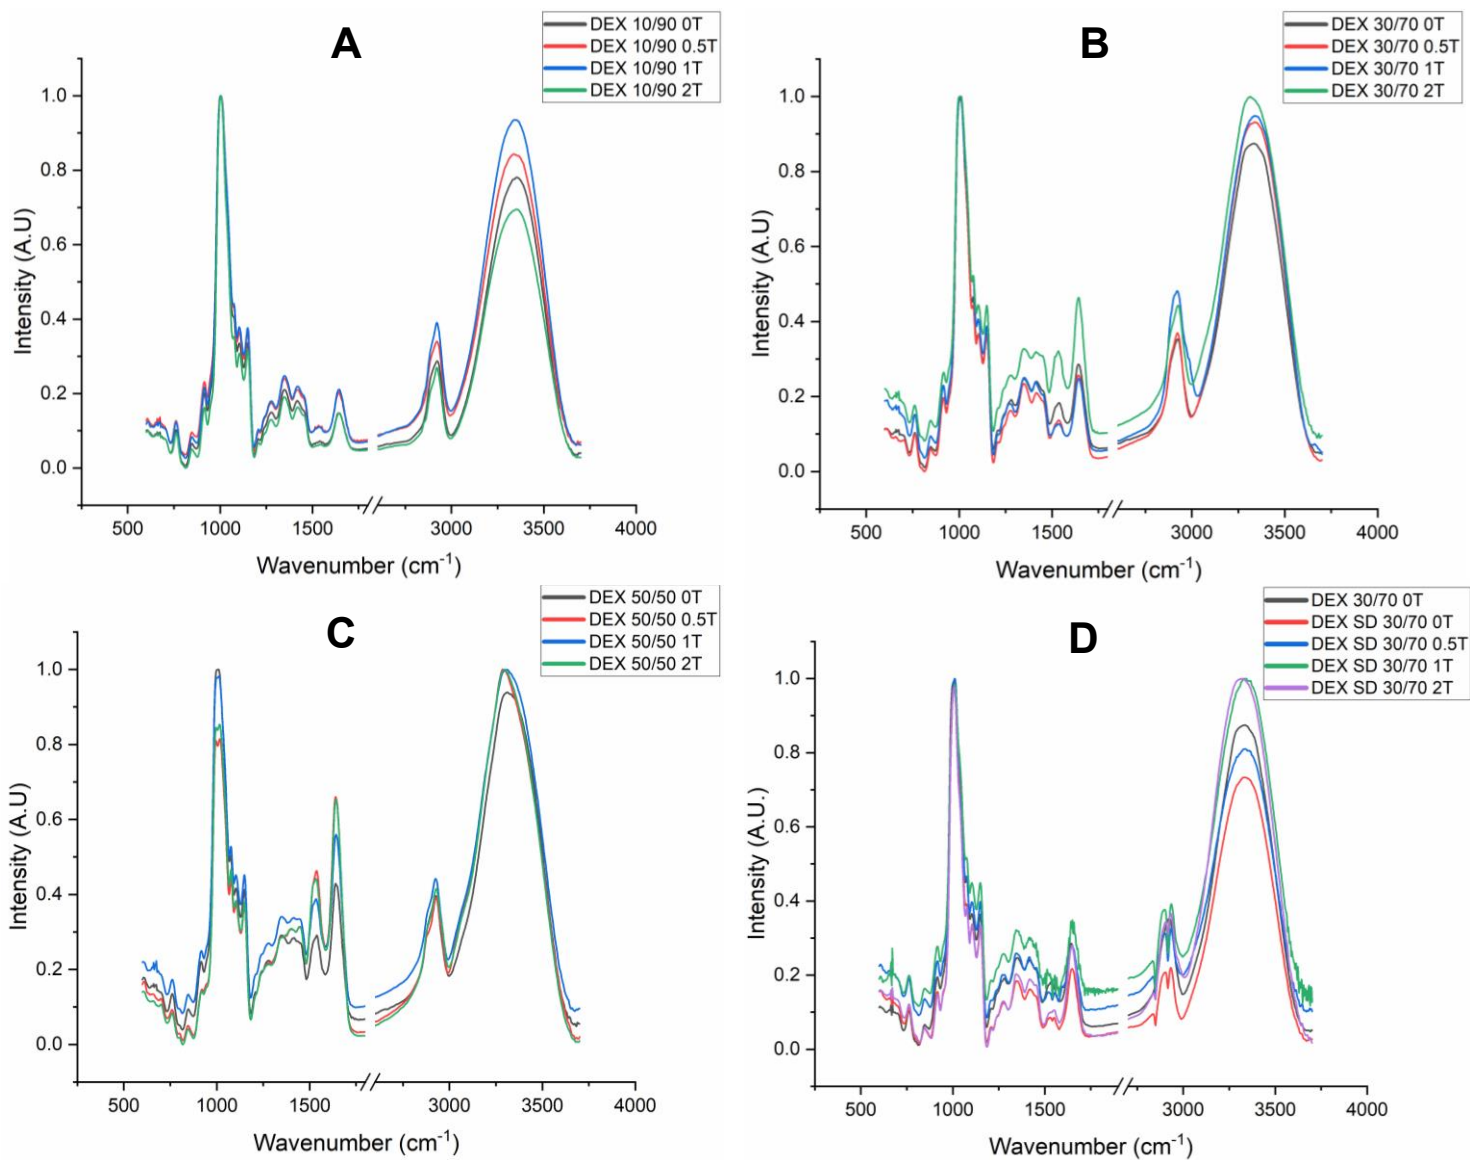 A
DEX 10/90 0T
DEX 10/90 0.5T
DEX 10/90 1T
DEX 10/90 2T
1.0
0.8
0.6
0.4
0.2
0.0
Intensity (A.U)
500 1000 1500 3000 3500 4000
Wavenumber (cm-1)
B
DEX 30/70 0T
DEX 30/70 0.5T
DEX 30/70 1T
DEX 30/70 2T
1.0
0.8
0.6
0.4
0.2
0.0
Intensity (A.U)
500 1000 1500 3000 3500 4000
Wavenumber (cm-1)
C
DEX 50/50 0T
DEX 50/50 0.5T
DEX 50/50 1T
DEX 50/50 2T
1.0
0.8
0.6
0.4
0.2
0.0
Intensity (A.U)
500 1000 1500 3000 3500 4000
Wavenumber (cm-1)
D
DEX 30/70 0T
DEX SD 30/70 0T
DEX SD 30/70 0.5T
DEX SD 30/70 1T
DEX SD 30/70 2T
1.0
0.8
0.6
0.4
0.2
0.0
Intensity (A.U.)
500 1000 1500 3000 3500 4000
Wavenumber (cm-1)